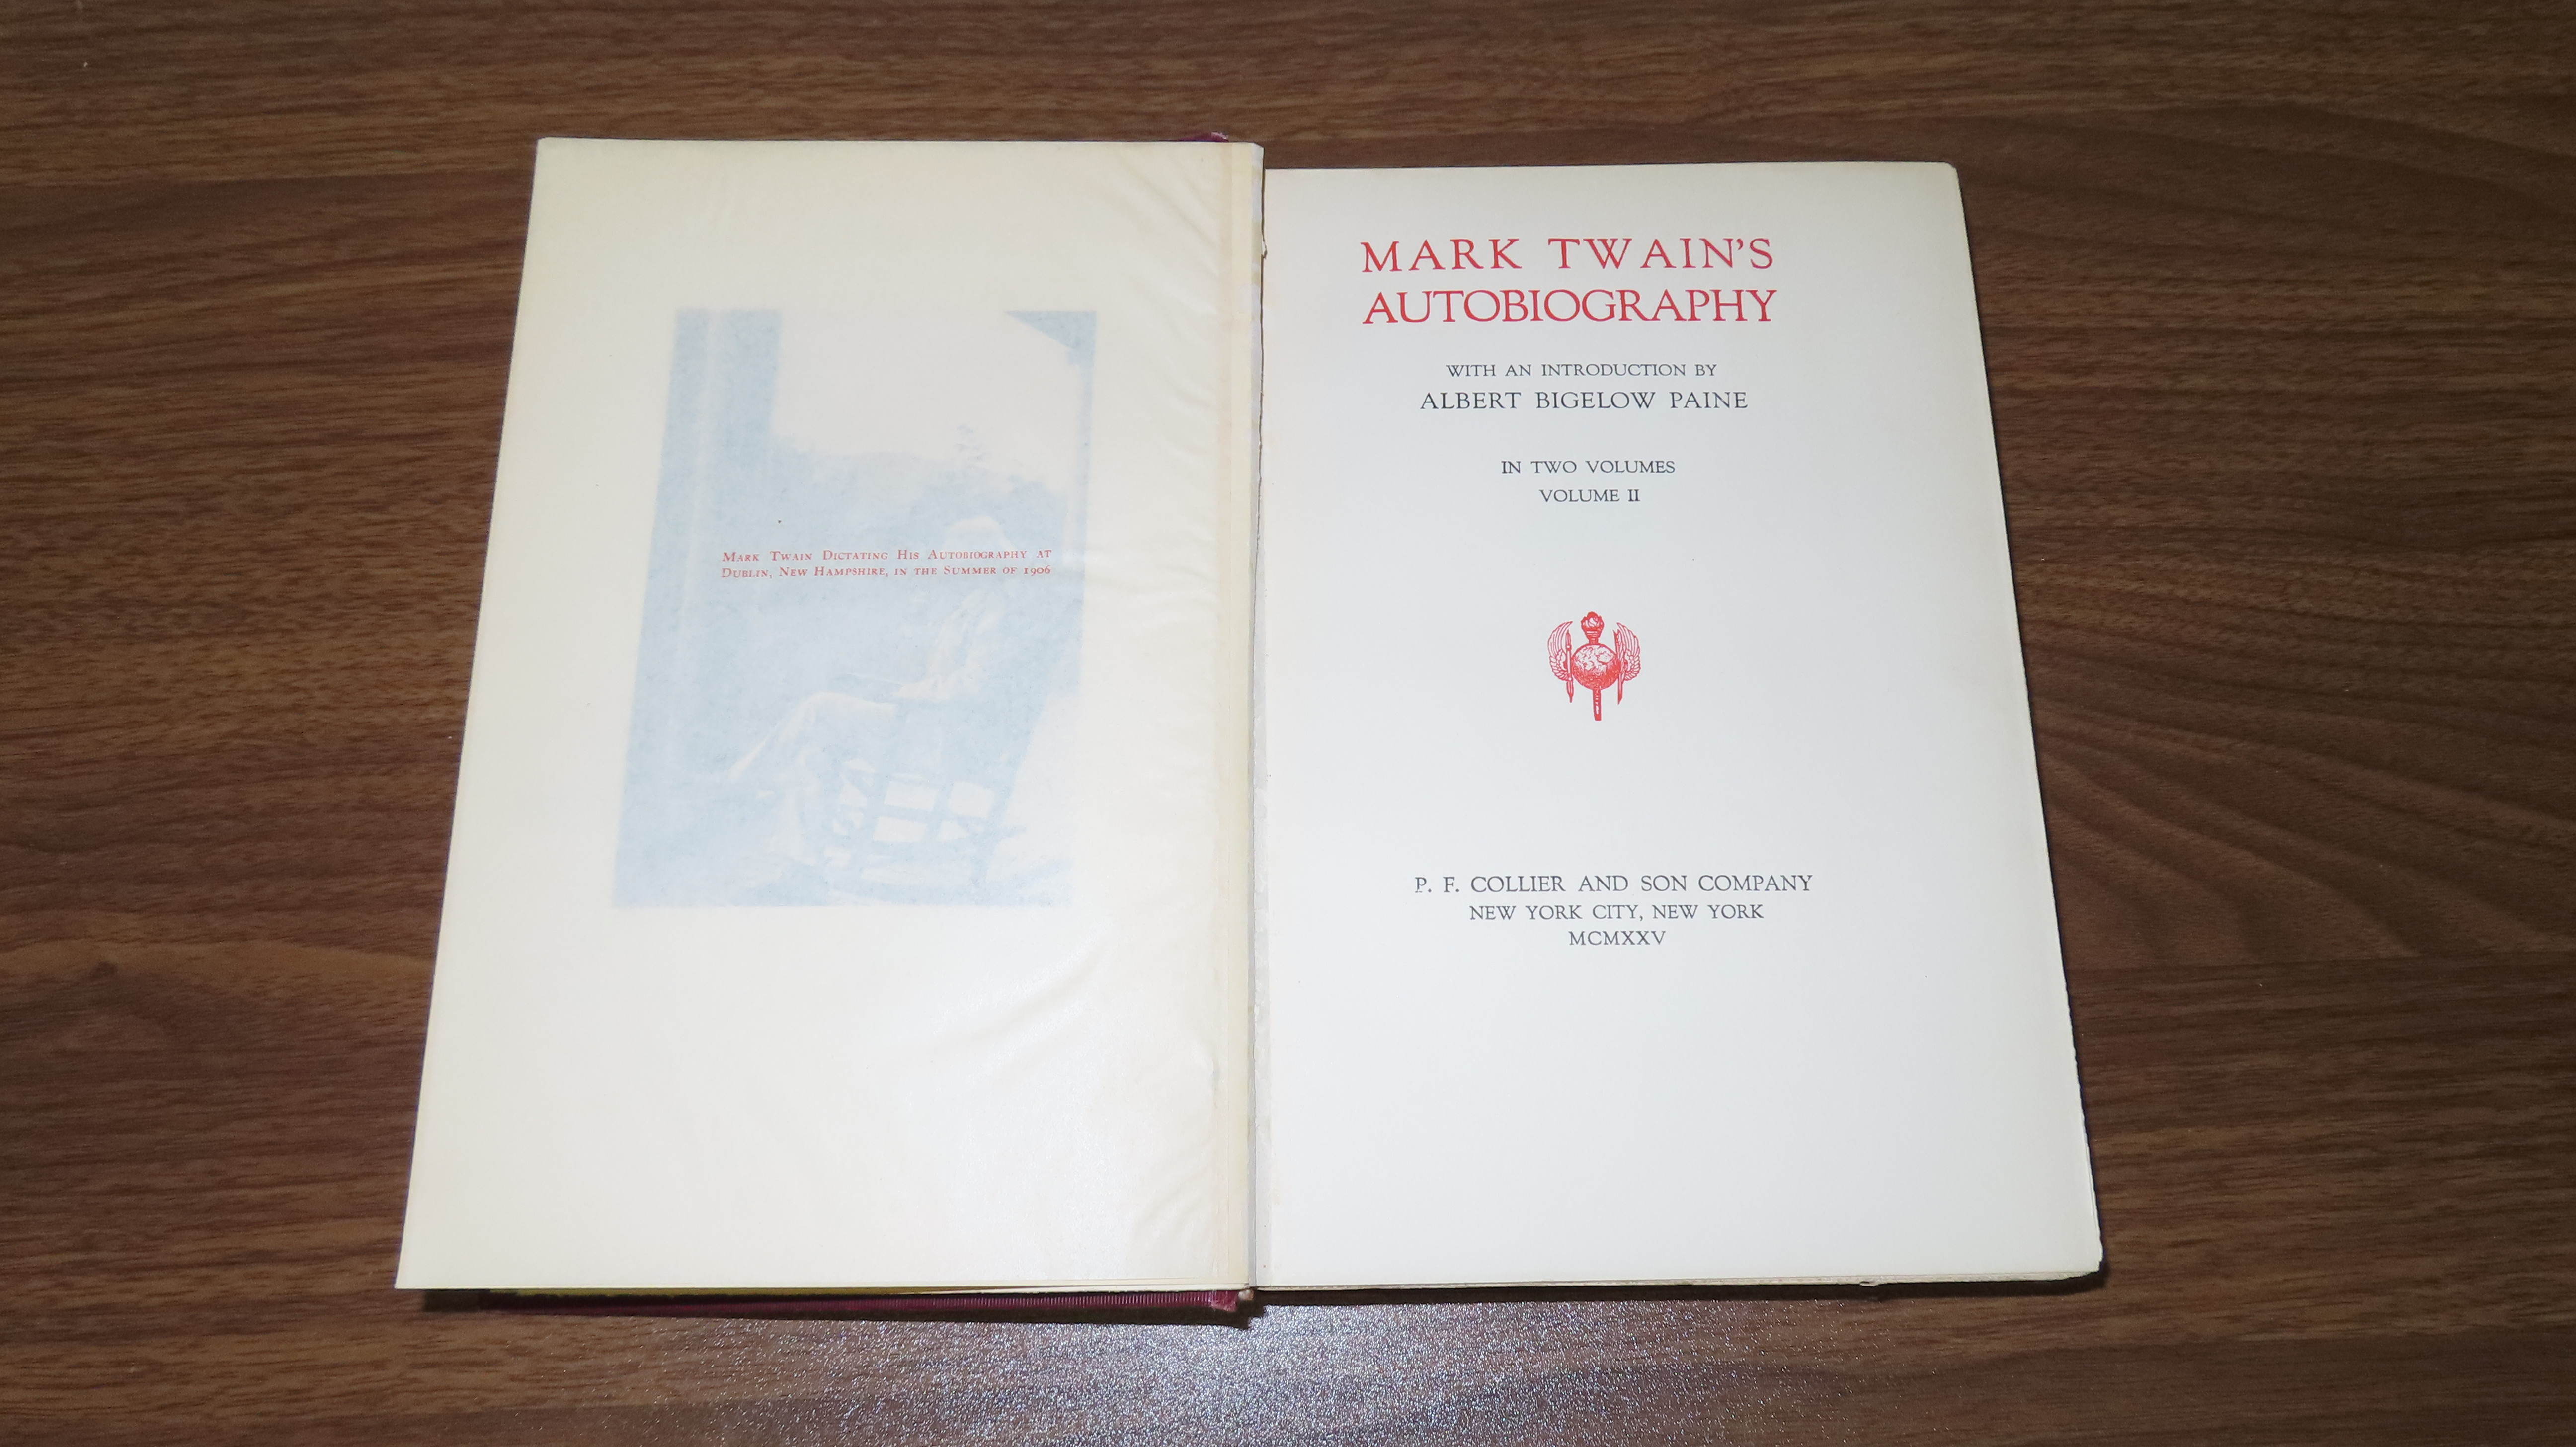 MARK TWAIN DICTATING HIS AUTOBIOGRAPHY AT
DUBLIN, NEW HAMPSHIRE, IN THE SUMMER OF 1906
MARK TWAIN'S
AUTOBIOGRAPHY
WITH AN INTRODUCTION BY
ALBERT BIGELOW PAINE
IN TWO VOLUMES
VOLUME II
P. F. COLLIER AND SON COMPANY
NEW YORK CITY, NEW YORK
MCMXXV